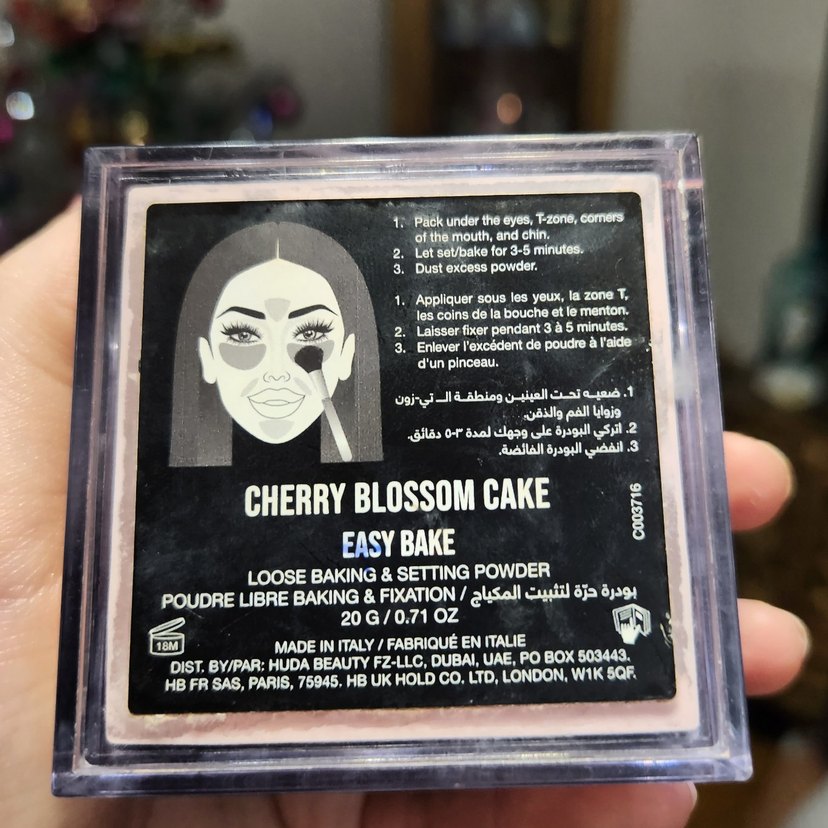 1. Pack under the eyes, T-zone, corners
of the mouth, and chin.
2. Let set/bake for 3-5 minutes.
3. Dust excess powder.
1. Appliquer sous les yeux, la zone T,
les coins de la bouche et le menton.
2. Laisser fixer pendant 3 à 5 minutes.
3. Enlever l'excédent de poudre à l'aide
d'un pinceau.
1. ضعيه تحت العينين ومنطقة الـ تي-زون
وزوايا الفم والذقن.
2. اتركي البودرة على وجهك لمدة ٣-٥ دقائق.
3. انفضي البودرة الفائضة.
CHERRY BLOSSOM CAKE
C003716
EASY BAKE
LOOSE BAKING & SETTING POWDER
POUDRE LIBRE BAKING & FIXATION / بودرة حرّة لتثبيت المكياج
20 G / 0.71 OZ
18M
MADE IN ITALY / FABRIQUÉ EN ITALIE
DIST. BY/PAR: HUDA BEAUTY FZ-LLC, DUBAI, UAE, PO BOX 503443.
HB FR SAS, PARIS, 75945. HB UK HOLD CO. LTD, LONDON, W1K 5QF.